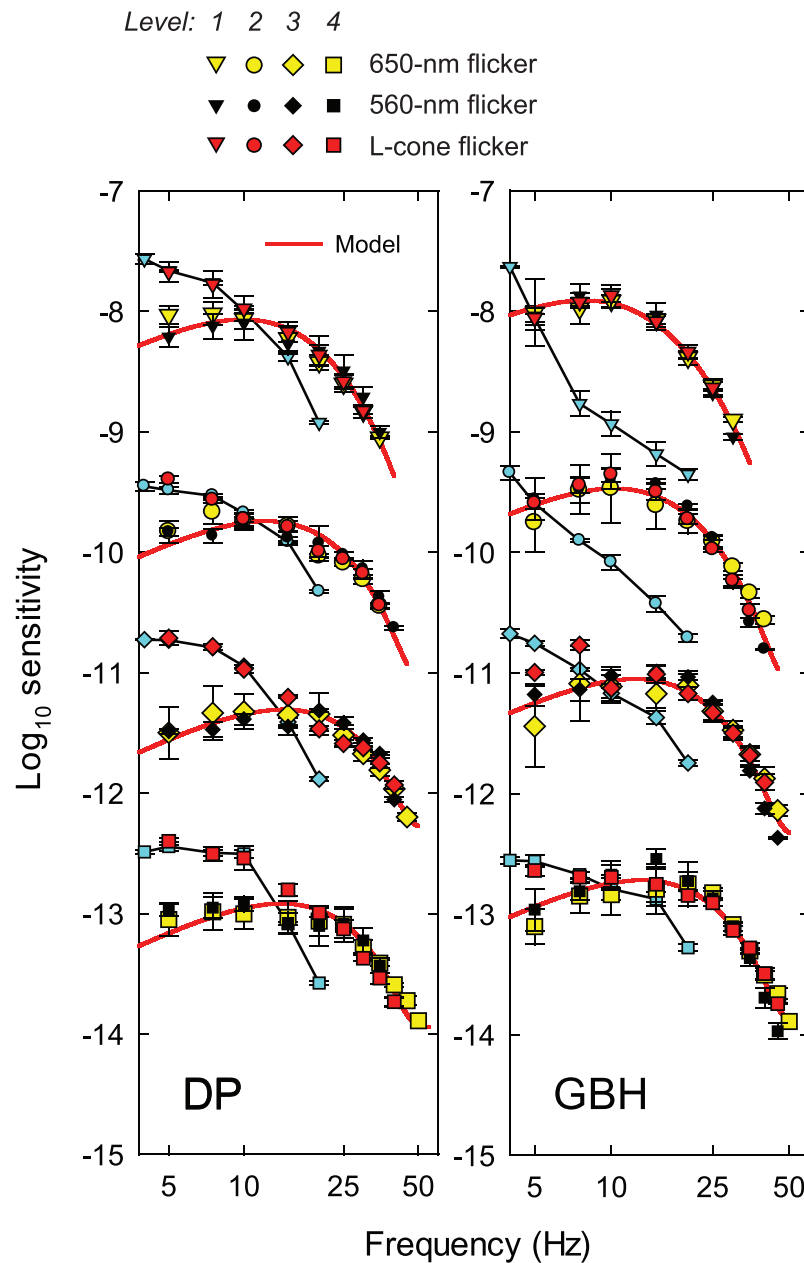 Level: 1 2 3 4
650-nm flicker
560-nm flicker
L-cone flicker
-7 -7
Model
-8 -8
-9 -9
-10 -10
-11 -11
-12 -12
-13 -13
-14 -14
DP GBH
-15 -15
5 10 25 50 5 10 25 50
Log10 sensitivity
Frequency (Hz)